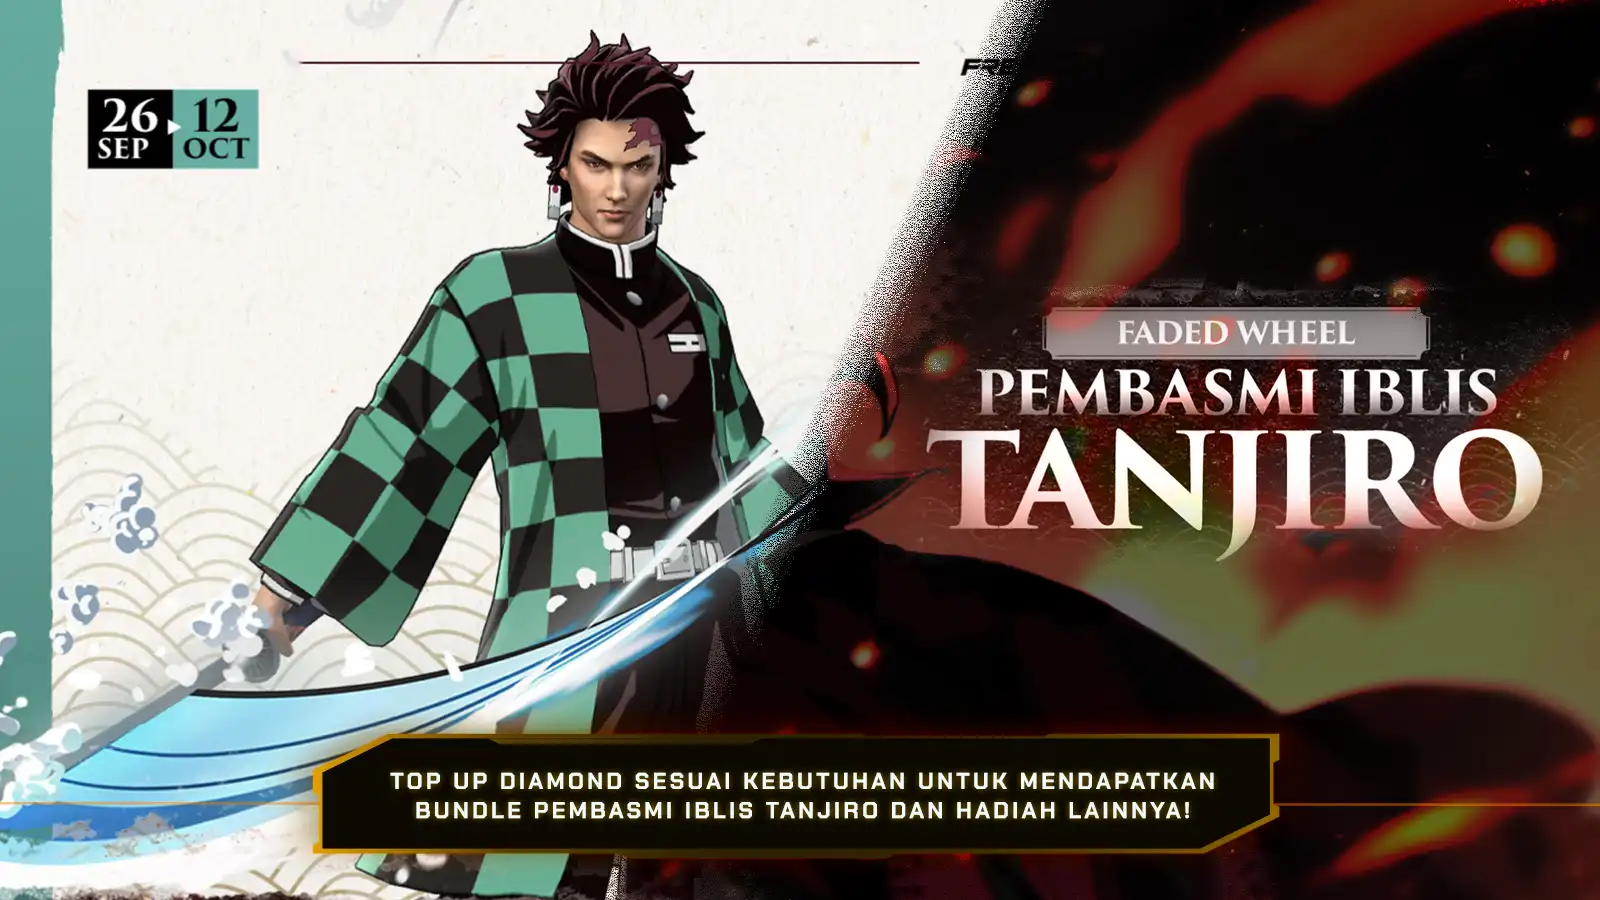 26 SEP
12 OCT
FADED WHEEL
PEMBASMI IBLIS
TANJIRO
TOP UP DIAMOND SESUAI KEBUTUHAN UNTUK MENDAPATKAN
BUNDLE PEMBASMI IBLIS TANJIRO DAN HADIAH LAINNYA!